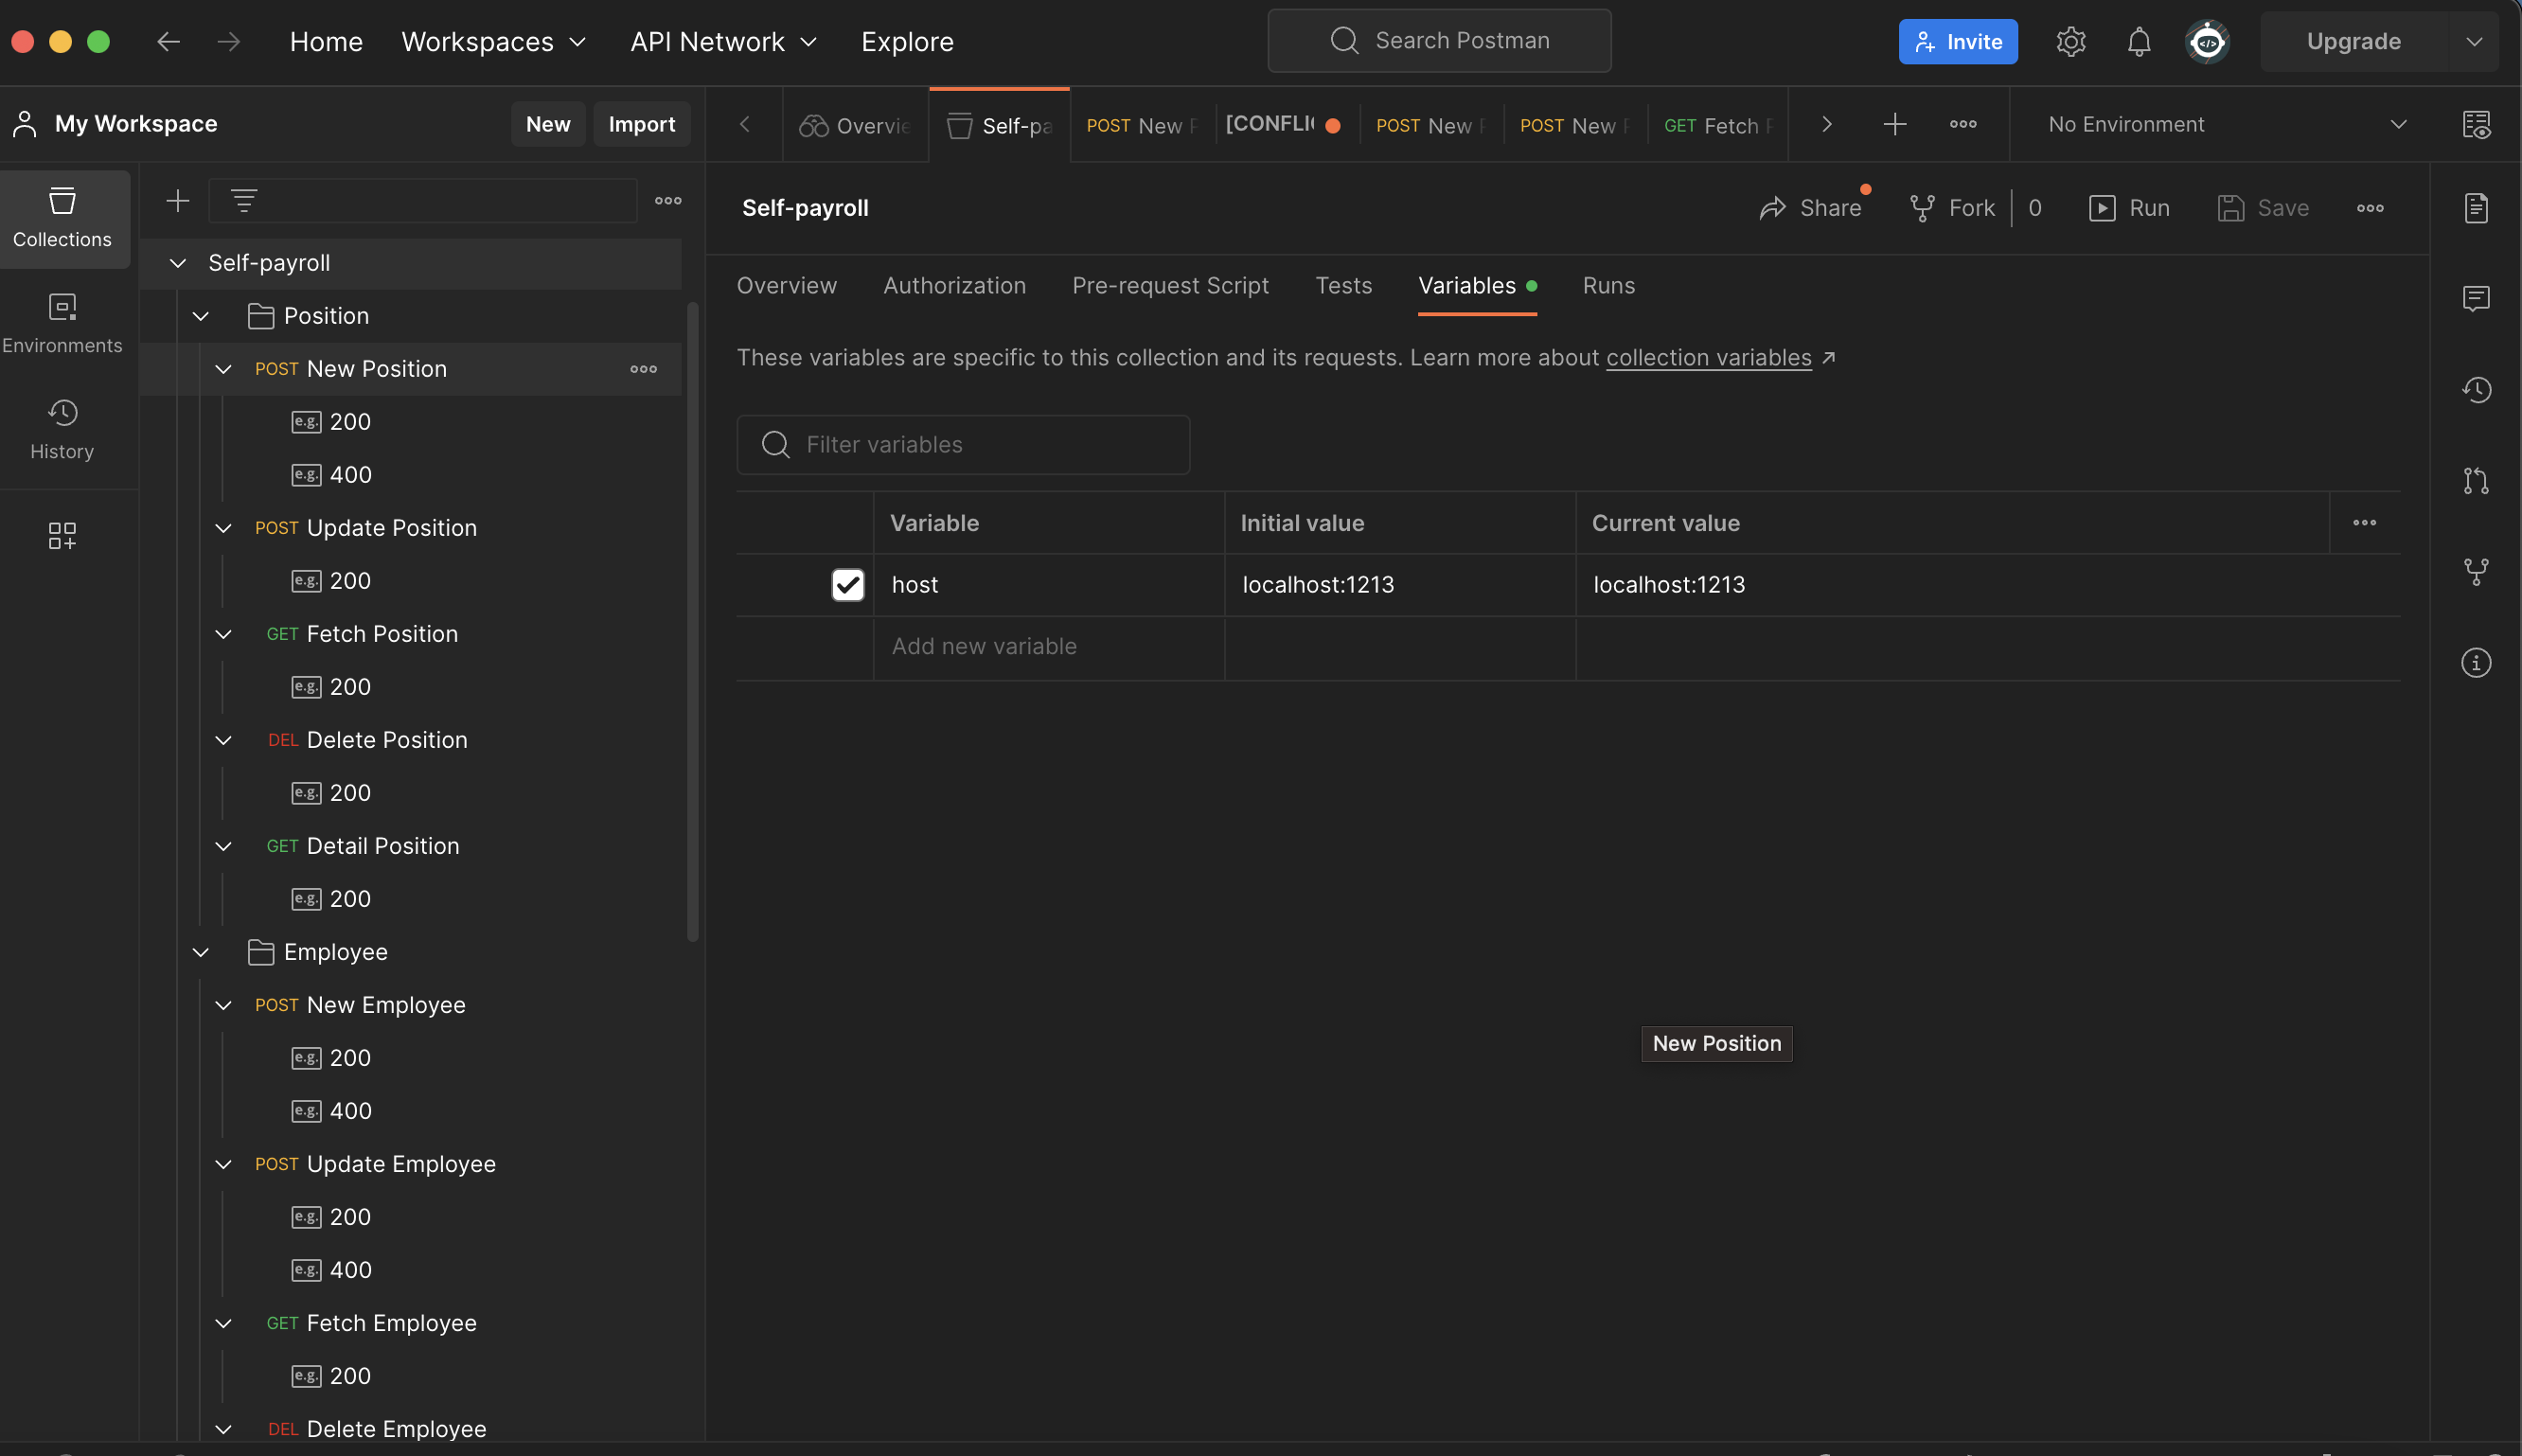 Home Workspaces API Network Explore Search Postman Invite Upgrade
My Workspace New Import
Overvie Self-pa POST New [CONFLI POST New POST New GET Fetch No Environment
Collections
Environments
History
Self-payroll
Position
POST New Position
e.g. 200
e.g. 400
POST Update Position
e.g. 200
GET Fetch Position
e.g. 200
DEL Delete Position
e.g. 200
GET Detail Position
e.g. 200
Employee
POST New Employee
e.g. 200
e.g. 400
POST Update Employee
e.g. 200
e.g. 400
GET Fetch Employee
e.g. 200
DEL Delete Employee
Self-payroll Share Fork 0 Run Save
Overview Authorization Pre-request Script Tests Variables Runs
These variables are specific to this collection and its requests. Learn more about collection variables ↗
Filter variables
Variable Initial value Current value
host localhost:1213 localhost:1213
Add new variable
New Position